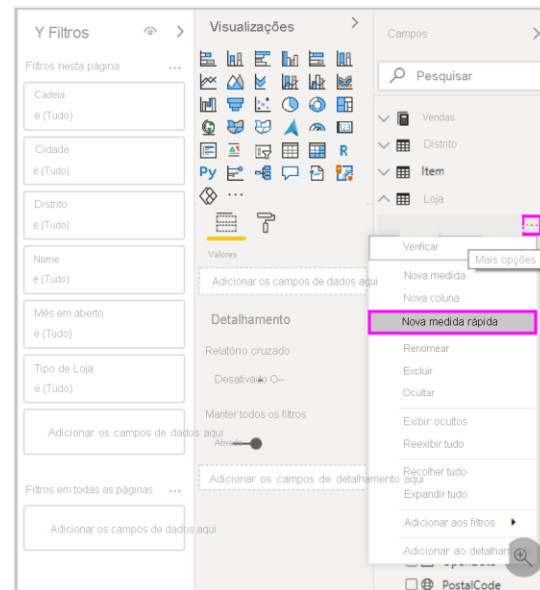 Y Filtros
Filtros nesta página
Cadeia
é (Tudo)
Cidade
é (Tudo)
Distrito
é (Tudo)
Nome
é (Tudo)
Mês em aberto
é (Tudo)
Tipo de Loja
é (Tudo)
Adicionar os campos de dados aqui
Filtros em todas as páginas
Adicionar os campos de dados aqui
Visualizações
R
Py
Valores
Adicionar os campos de dados aqui
Detalhamento
Relatório cruzado
Desativado O–
Manter todos os filtros
Ativado
Adicionar os campos de detalhamento aqui
Campos
Pesquisar
Vendas
Distrito
Item
Loja
Verificar
Mais opções
Nova medida
Nova coluna
Nova medida rápida
Renomear
Excluir
Ocultar
Exibir ocultos
Reexibir tudo
Recolher tudo
Expandir tudo
Adicionar aos filtros
Adicionar ao detalham
PostalCode